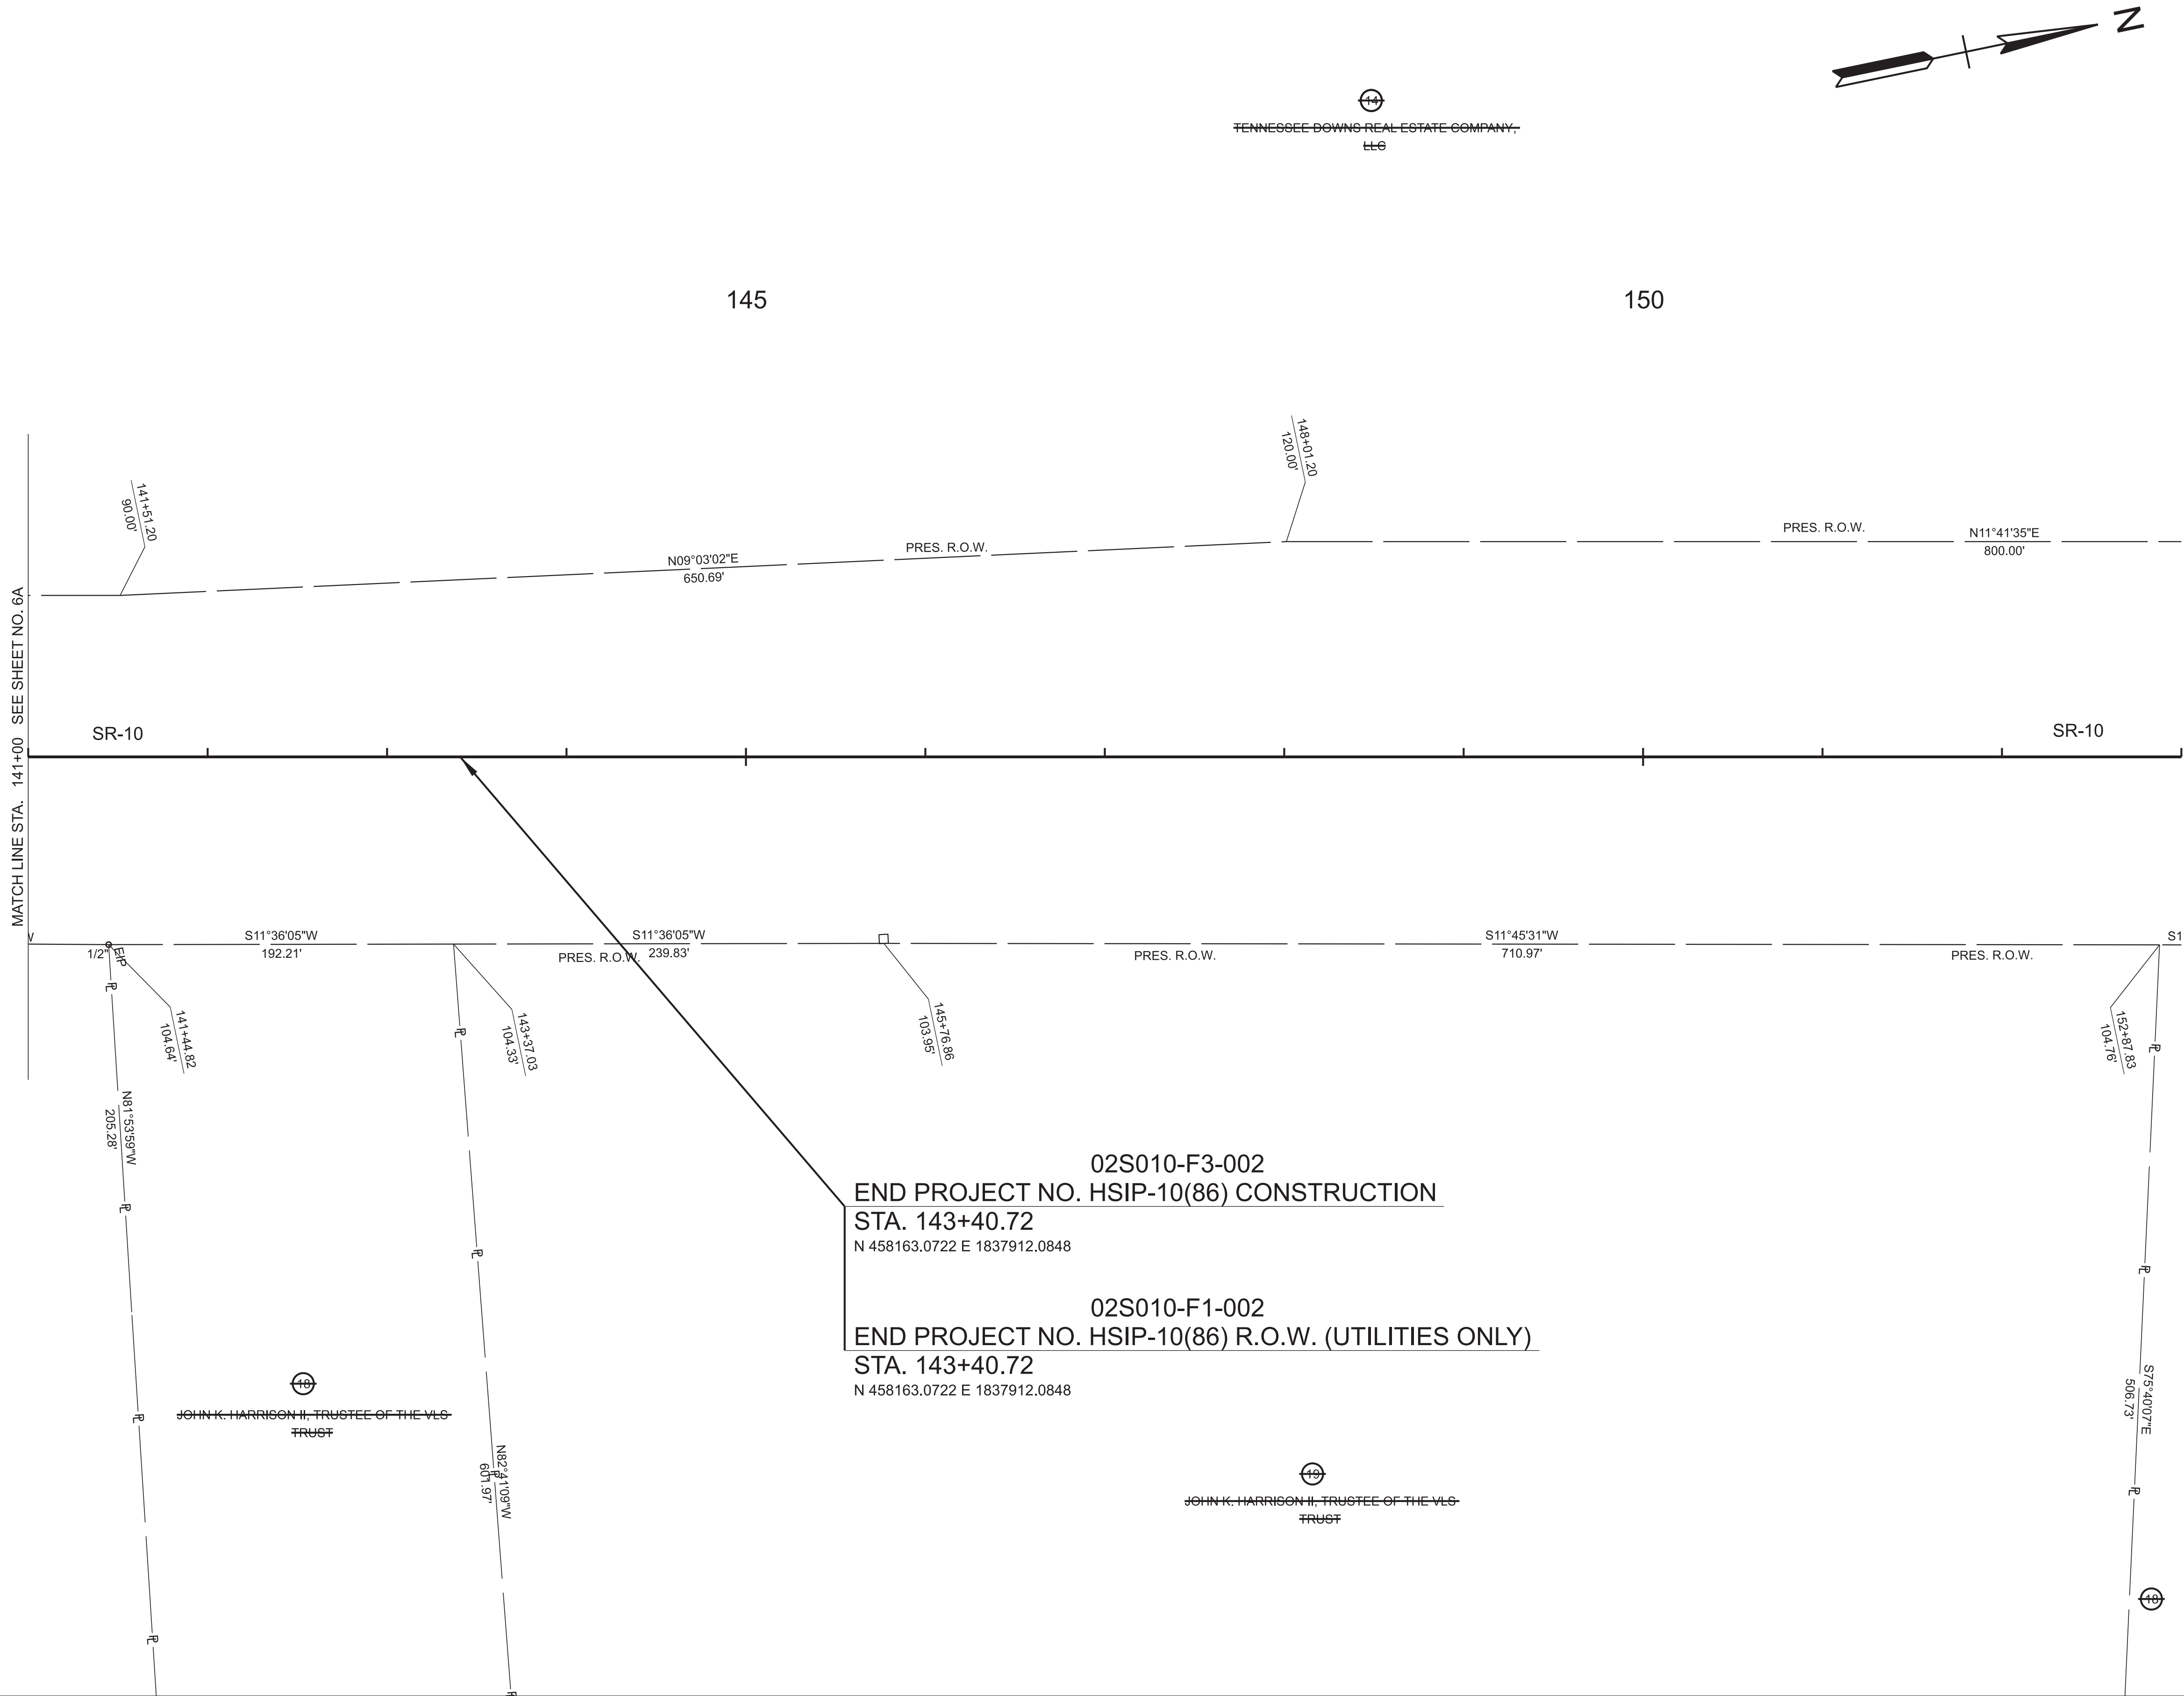 N
14
TENNESSEE DOWNS REAL ESTATE COMPANY,
LLC
145
150
141+51.20
90.00'
148+01.20
120.00'
N09°03'02"E
650.69'
PRES. R.O.W.
PRES. R.O.W.
N11°41'35"E
800.00'
MATCH LINE STA. 141+00 SEE SHEET NO. 6A
SR-10
SR-10
1/2"
EIP
S11°36'05"W
192.21'
PRES. R.O.W.
S11°36'05"W
239.83'
PRES. R.O.W.
S11°45'31"W
710.97'
PRES. R.O.W.
S1
141+44.82
104.64'
143+37.03
104.33'
145+76.86
103.95'
152+87.83
104.76'
N81°53'59"W
205.28'
02S010-F3-002
END PROJECT NO. HSIP-10(86) CONSTRUCTION
STA. 143+40.72
N 458163.0722 E 1837912.0848
02S010-F1-002
END PROJECT NO. HSIP-10(86) R.O.W. (UTILITIES ONLY)
STA. 143+40.72
N 458163.0722 E 1837912.0848
18
JOHN K. HARRISON II, TRUSTEE OF THE VLS
TRUST
N82°41'09"W
601.97'
19
JOHN K. HARRISON II, TRUSTEE OF THE VLS
TRUST
S75°40'07"E
506.73'
18